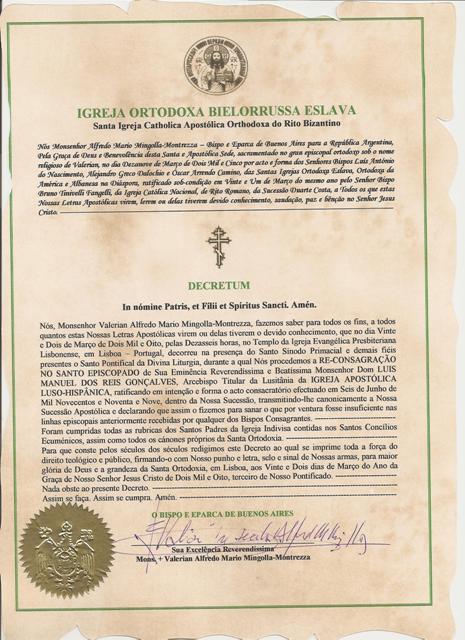 IGREJA ORTODOXA BIELORRUSSA ESLAVA
Santa Igreja Catholica Apostólica Orthodoxa do Rito Bizantino
Nós Monsenhor Alfredo Mario Mingolla-Montrezza – Bispo e Eparca de Buenos Aires para a República Argentina,
Pela Graça de Deus e Benevolência desta Santa e Apostólica Sede, sacramentado no grau episcopal ortodoxo sob o nome
religioso de Valerian, no dia Dezanove de Março de Dois Mil e Cinco por acto e forma dos Senhores Bispos Luís António
do Nascimento, Alejandro Greco Dalochio e Óscar Arrendo Camino, das Santas Igrejas Ortodoxa Eslava, Ortodoxa da
América e Albanesa na Diáspora, ratificado sob-condição em Vinte e Um de Março do mesmo ano pelo Senhor Bispo
Bruno Tinivelli Fangelli, da Igreja Católica Nacional, de Rito Romano, da Sucessão Duarte Costa, a Todos os que estas
Nossas Letras Apostólicas virem, lerem ou delas tiverem devido conhecimento, saudação, paz e bênção no Senhor Jesus
Cristo.
DECRETUM
In nómine Patris, et Filii et Spíritus Sancti. Amén.
Nós, Monsenhor Valerian Alfredo Mario Mingolla-Montrezza, fazemos saber para todos os fins, a todos
quantos estas Nossas Letras Apostólicas virem ou delas tiverem o devido conhecimento, que no dia Vinte
e Dois de Março de Dois Mil e Oito, pelas Dezasseis horas, no Templo da Igreja Evangélica Presbiteriana
Lisbonense, em Lisboa – Portugal, decorreu na presença do Santo Sinodo Primacial e demais fiéis
presentes o Santo Pontifical da Divina Liturgia, durante a qual Nós procedemos a RE-CONSAGRAÇÃO
NO SANTO EPISCOPADO de Sua Eminência Reverendíssima e Beatíssima Monsenhor Dom LUIS
MANUEL DOS REIS GONÇALVES, Arcebispo Titular da Lusitânia da IGREJA APOSTÓLICA
LUSO-HISPÂNICA, ratificando em intenção e forma o acto consacratório efectuado em Seis de Junho de
Mil Novecentos e Noventa e Nove, dentro da Nossa Sucessão, transmitindo-lhe canonicamente a Nossa
Sucessão Apostólica e declarando que assim o fizemos para sanar o que por ventura fosse insuficiente nas
linhas episcopais anteriormente recebidas por qualquer dos Bispos Consagrantes.
Foram cumpridas todas as rubricas dos Santos Padres da Igreja Indivisa contidas nos Santos Concílios
Ecuménicos, assim como todos os cánones próprios da Santa Ortodoxia.
Para que conste pelos séculos dos séculos redigimos este Decreto ao qual se imprime toda a força do
direito teológico e público, firmando-o com Nosso punho e letra, selo e sinal de Nossas armas, para maior
glória de Deus e a grandeza da Santa Ortodoxia, em Lisboa, aos Vinte e Dois dias de Março do Ano da
Graça de Nosso Senhor Jesus Cristo de Dois Mil e Oito, terceiro de Nosso Pontificado.
Nada obste ao presente Decreto.
Assim se faça. Assim se cumpra. Amén.
O BISPO E EPARCA DE BUENOS AIRES
Sua Excelência Reverendíssima
Mons. + Valerian Alfredo Mario Mingolla-Montrezza